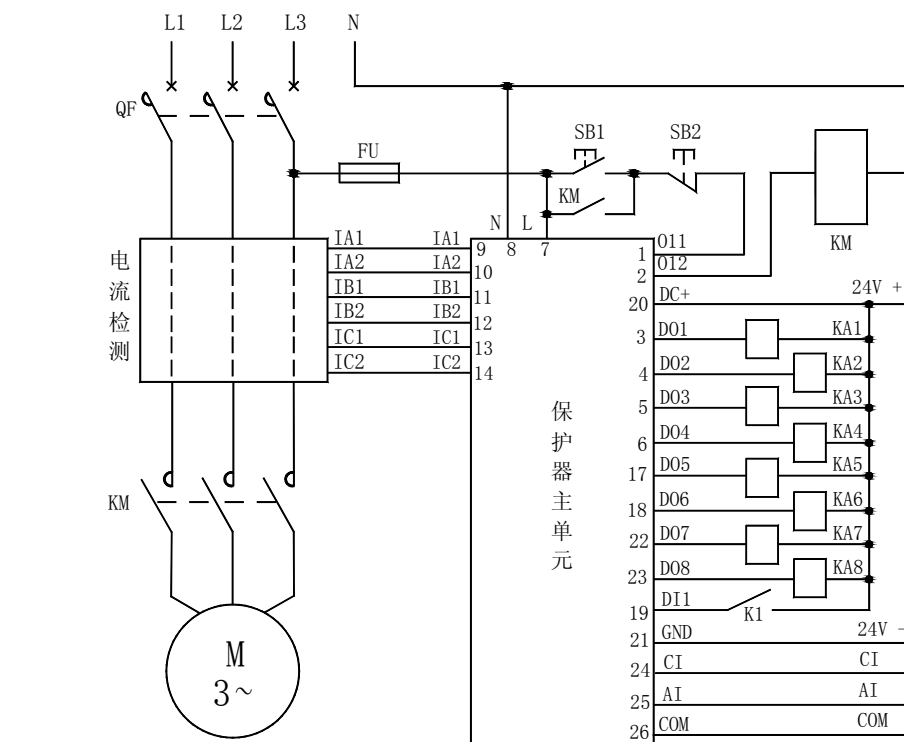 L1 L2 L3 N
QF
FU
SB1 SB2
KM
KM
N L
IA1 IA1 9 8 7
IA2 IA2 10
IB1 IB1 11
IB2 IB2 12
IC1 IC1 13
IC2 IC2 14
电流检测
1 O11
2 O12
20 DC+ 24V +
3 DO1 KA1
4 DO2 KA2
5 DO3 KA3
6 DO4 KA4
17 DO5 KA5
18 DO6 KA6
22 DO7 KA7
23 DO8 KA8
19 DI1 K1
21 GND 24V -
24 CI CI
25 AI AI
26 COM COM
保护器主单元
KM
M
3~